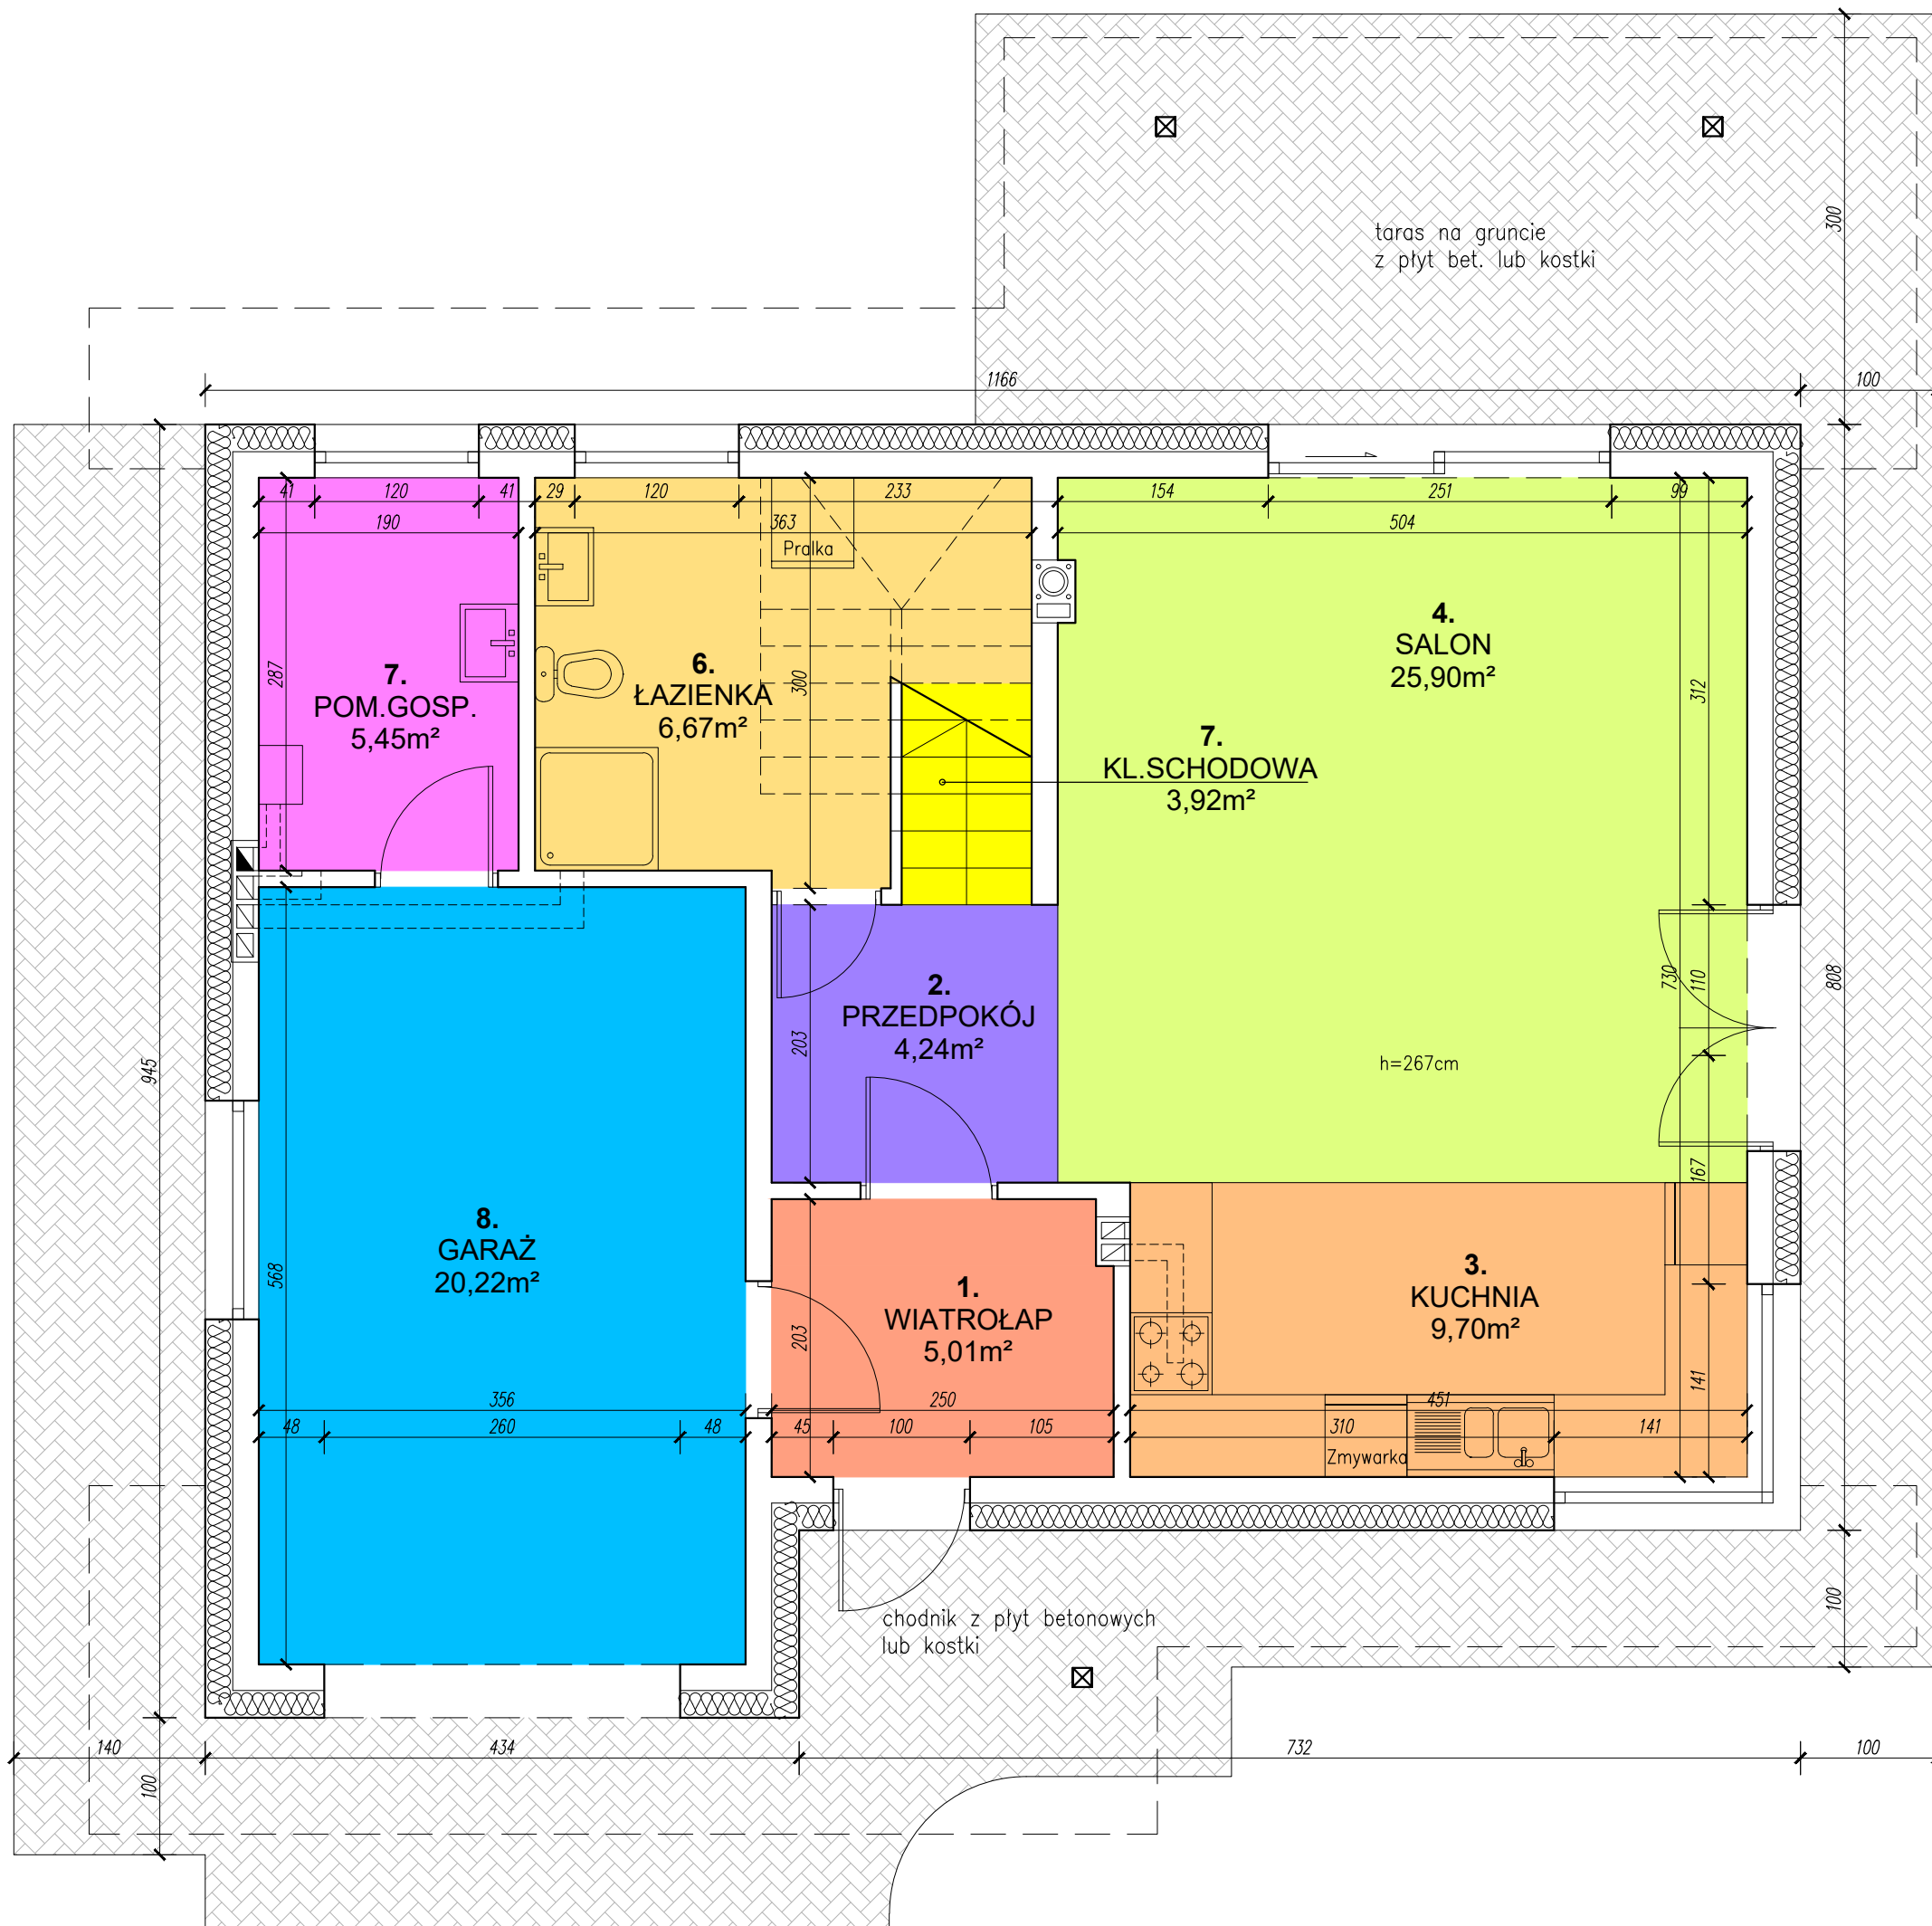 300
taras na gruncie
z płyt bet. lub kostki
1166
100
41
120
41
29
120
233
154
251
99
190
363
504
Pralka
4.
SALON
25,90m²
6.
ŁAZIENKA
6,67m²
7.
POM.GOSP.
5,45m²
287
300
312
7.
KL.SCHODOWA
3,92m²
2.
PRZEDPOKÓJ
4,24m²
730
110
808
203
945
h=267cm
167
8.
GARAŻ
20,22m²
568
1.
WIATROŁAP
5,01m²
203
3.
KUCHNIA
9,70m²
141
356
250
451
48
260
48
45
100
105
310
141
Zmywarka
chodnik z płyt betonowych
lub kostki
100
140
434
732
100
100